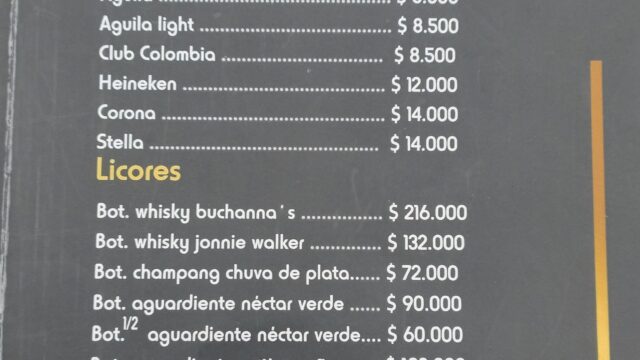 Aguila light ........................... $ 8.500
Club Colombia ....................... $ 8.500
Heineken ............................. $ 12.000
Corona ................................ $ 14.000
Stella ................................. $ 14.000
Licores
Bot. whisky buchanna´s ................ $ 216.000
Bot. whisky jonnie walker ............. $ 132.000
Bot. champang chuva de plata...... $ 72.000
Bot. aguardiente néctar verde ...... $ 90.000
Bot.1/2 aguardiente néctar verde.... $ 60.000